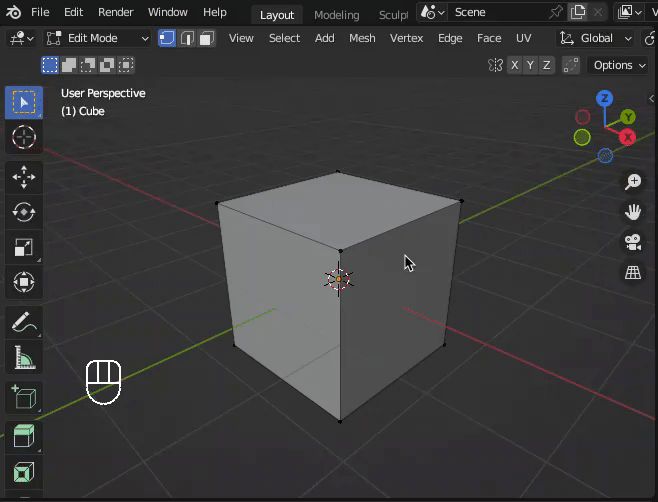 File Edit Render Window Help Layout Modeling Sculpt Scene ViewLayer
Edit Mode View Select Add Mesh Vertex Edge Face UV Global
X Y Z Options
User Perspective
(1) Cube
Z
Y
X